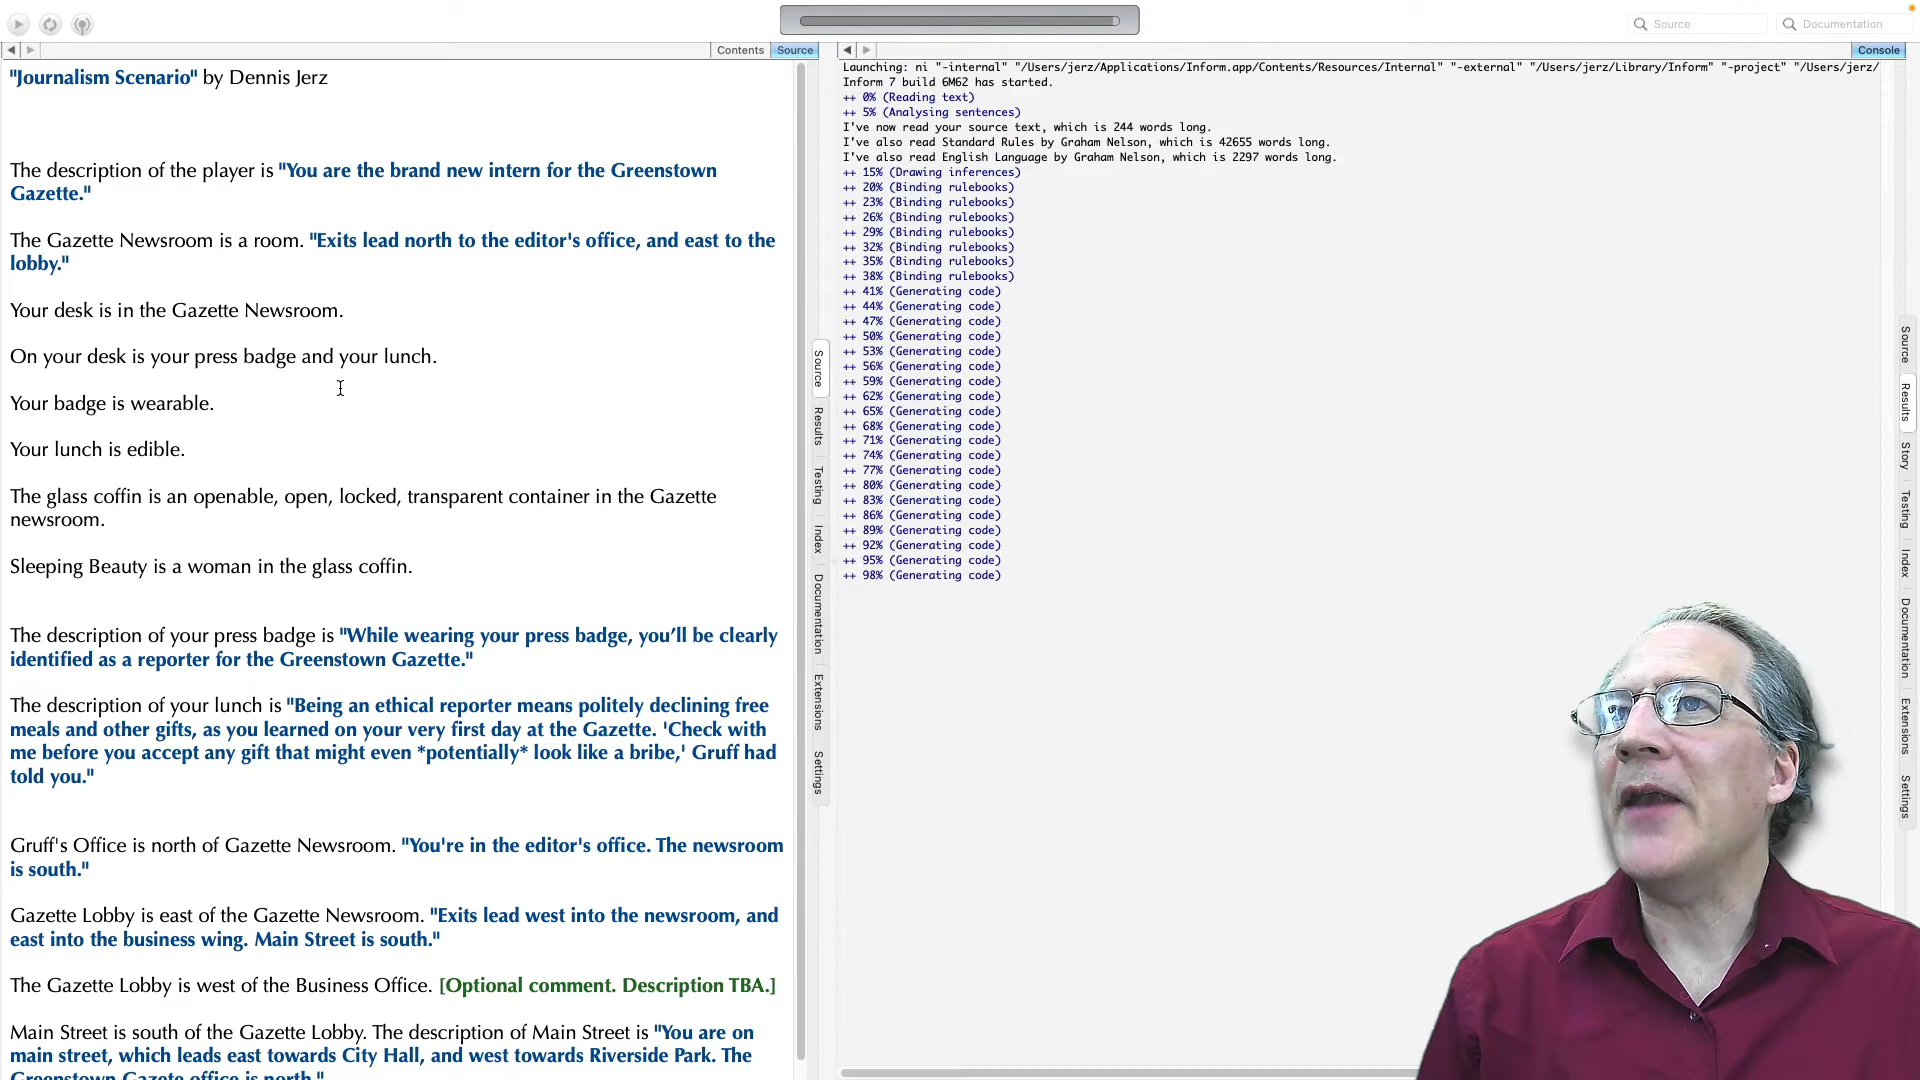 Source
Documentation
Contents
Source
Console
"Journalism Scenario" by Dennis Jerz
The description of the player is "You are the brand new intern for the Greenstown
Gazette."
The Gazette Newsroom is a room. "Exits lead north to the editor's office, and east to the
lobby."
Your desk is in the Gazette Newsroom.
On your desk is your press badge and your lunch.
Your badge is wearable.
Your lunch is edible.
The glass coffin is an openable, open, locked, transparent container in the Gazette
newsroom.
Sleeping Beauty is a woman in the glass coffin.
The description of your press badge is "While wearing your press badge, you’ll be clearly
identified as a reporter for the Greenstown Gazette."
The description of your lunch is "Being an ethical reporter means politely declining free
meals and other gifts, as you learned on your very first day at the Gazette. 'Check with
me before you accept any gift that might even *potentially* look like a bribe,' Gruff had
told you."
Gruff's Office is north of Gazette Newsroom. "You're in the editor's office. The newsroom
is south."
Gazette Lobby is east of the Gazette Newsroom. "Exits lead west into the newsroom, and
east into the business wing. Main Street is south."
The Gazette Lobby is west of the Business Office. [Optional comment. Description TBA.]
Main Street is south of the Gazette Lobby. The description of Main Street is "You are on
main street, which leads east towards City Hall, and west towards Riverside Park. The
Greenstown Gazete office is north."
Source
Results
Testing
Index
Documentation
Extensions
Settings
Launching: ni "-internal" "/Users/jerz/Applications/Inform.app/Contents/Resources/Internal" "-external" "/Users/jerz/Library/Inform" "-project" "/Users/jerz/
Inform 7 build 6M62 has started.
++ 0% (Reading text)
++ 5% (Analysing sentences)
I've now read your source text, which is 244 words long.
I've also read Standard Rules by Graham Nelson, which is 42655 words long.
I've also read English Language by Graham Nelson, which is 2297 words long.
++ 15% (Drawing inferences)
++ 20% (Binding rulebooks)
++ 23% (Binding rulebooks)
++ 26% (Binding rulebooks)
++ 29% (Binding rulebooks)
++ 32% (Binding rulebooks)
++ 35% (Binding rulebooks)
++ 38% (Binding rulebooks)
++ 41% (Generating code)
++ 44% (Generating code)
++ 47% (Generating code)
++ 50% (Generating code)
++ 53% (Generating code)
++ 56% (Generating code)
++ 59% (Generating code)
++ 62% (Generating code)
++ 65% (Generating code)
++ 68% (Generating code)
++ 71% (Generating code)
++ 74% (Generating code)
++ 77% (Generating code)
++ 80% (Generating code)
++ 83% (Generating code)
++ 86% (Generating code)
++ 89% (Generating code)
++ 92% (Generating code)
++ 95% (Generating code)
++ 98% (Generating code)
Source
Results
Story
Testing
Index
Documentation
Extensions
Settings